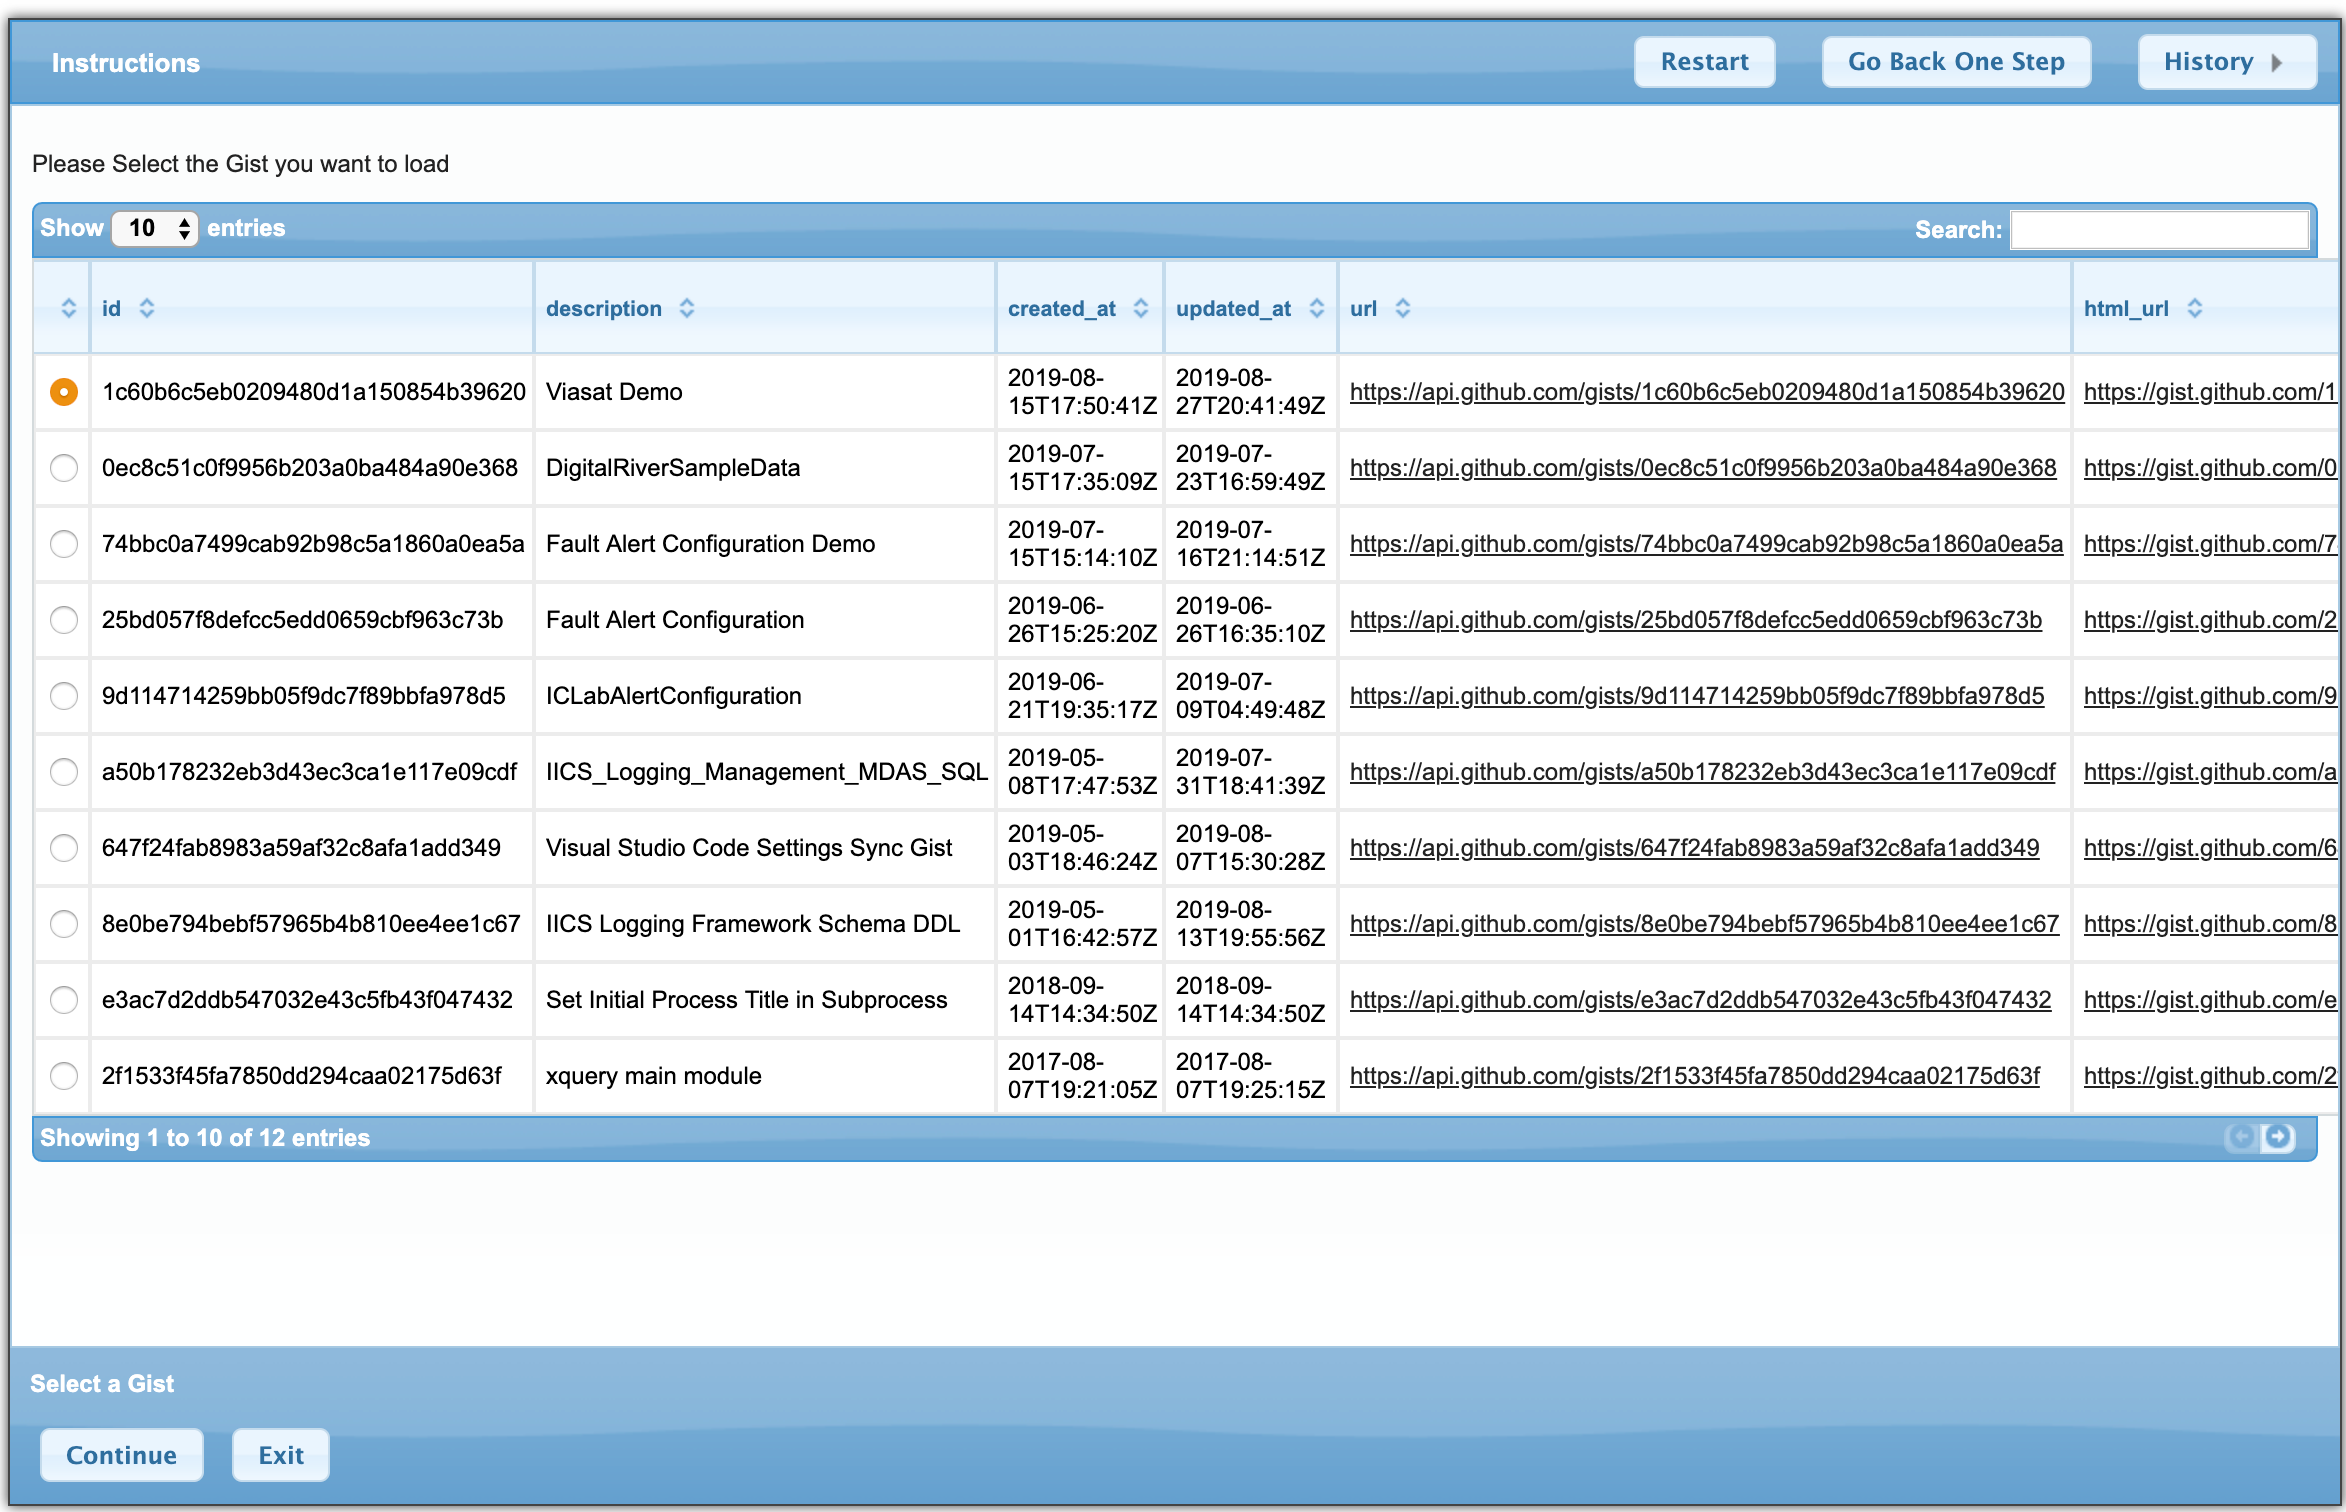 Instructions
Restart
Go Back One Step
History
Please Select the Gist you want to load
Show 10 entries
Search:
id description created_at updated_at url html_url
1c60b6c5eb0209480d1a150854b39620 Viasat Demo 2019-08-15T17:50:41Z 2019-08-27T20:41:49Z https://api.github.com/gists/1c60b6c5eb0209480d1a150854b39620 https://gist.github.com/1
0ec8c51c0f9956b203a0ba484a90e368 DigitalRiverSampleData 2019-07-15T17:35:09Z 2019-07-23T16:59:49Z https://api.github.com/gists/0ec8c51c0f9956b203a0ba484a90e368 https://gist.github.com/0
74bbc0a7499cab92b98c5a1860a0ea5a Fault Alert Configuration Demo 2019-07-15T15:14:10Z 2019-07-16T21:14:51Z https://api.github.com/gists/74bbc0a7499cab92b98c5a1860a0ea5a https://gist.github.com/7
25bd057f8defcc5edd0659cbf963c73b Fault Alert Configuration 2019-06-26T15:25:20Z 2019-06-26T16:35:10Z https://api.github.com/gists/25bd057f8defcc5edd0659cbf963c73b https://gist.github.com/2
9d114714259bb05f9dc7f89bbfa978d5 ICLabAlertConfiguration 2019-06-21T19:35:17Z 2019-07-09T04:49:48Z https://api.github.com/gists/9d114714259bb05f9dc7f89bbfa978d5 https://gist.github.com/9
a50b178232eb3d43ec3ca1e117e09cdf IICS_Logging_Management_MDAS_SQL 2019-05-08T17:47:53Z 2019-07-31T18:41:39Z https://api.github.com/gists/a50b178232eb3d43ec3ca1e117e09cdf https://gist.github.com/a
647f24fab8983a59af32c8afa1add349 Visual Studio Code Settings Sync Gist 2019-05-03T18:46:24Z 2019-08-07T15:30:28Z https://api.github.com/gists/647f24fab8983a59af32c8afa1add349 https://gist.github.com/6
8e0be794bebf57965b4b810ee4ee1c67 IICS Logging Framework Schema DDL 2019-05-01T16:42:57Z 2019-08-13T19:55:56Z https://api.github.com/gists/8e0be794bebf57965b4b810ee4ee1c67 https://gist.github.com/8
e3ac7d2ddb547032e43c5fb43f047432 Set Initial Process Title in Subprocess 2018-09-14T14:34:50Z 2018-09-14T14:34:50Z https://api.github.com/gists/e3ac7d2ddb547032e43c5fb43f047432 https://gist.github.com/e
2f1533f45fa7850dd294caa02175d63f xquery main module 2017-08-07T19:21:05Z 2017-08-07T19:25:15Z https://api.github.com/gists/2f1533f45fa7850dd294caa02175d63f https://gist.github.com/2
Showing 1 to 10 of 12 entries
Select a Gist
Continue
Exit